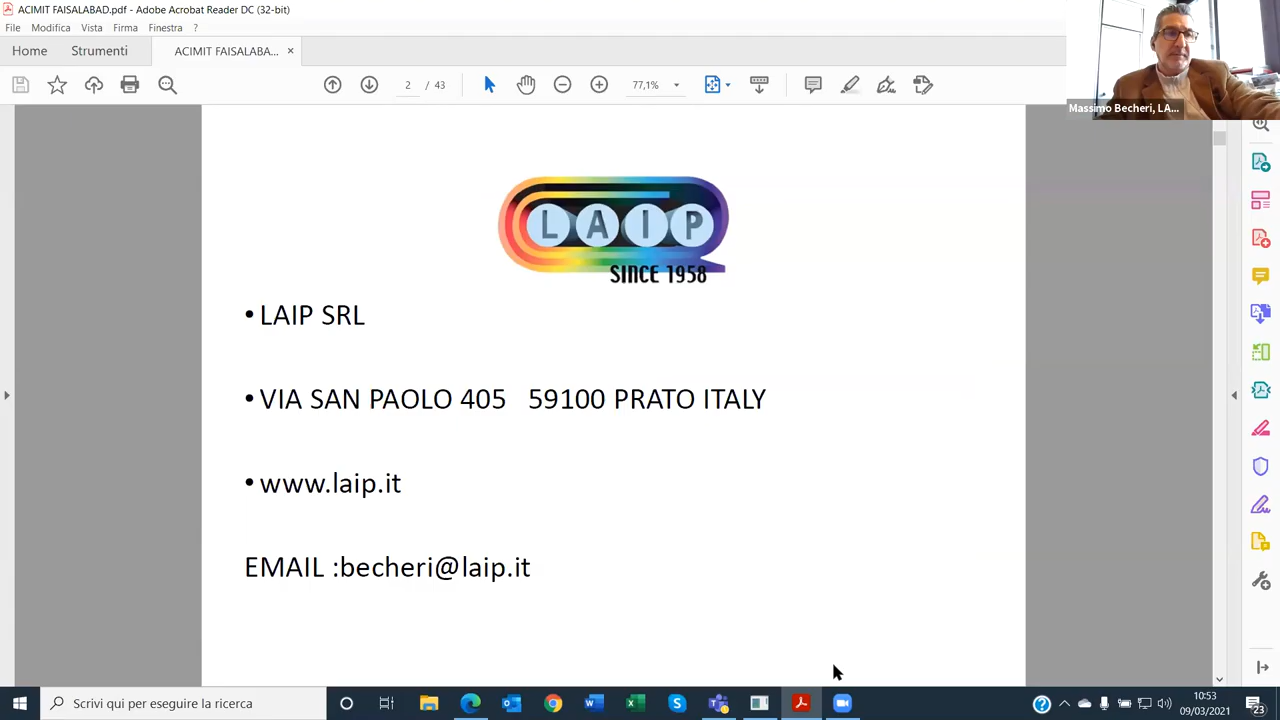 ACIMIT FAISALABAD.pdf - Adobe Acrobat Reader DC (32-bit)
File Modifica Vista Firma Finestra ?
Home Strumenti ACIMIT FAISALABA... ×
2 / 43 77,1%
Massimo Becheri, LA...
LAIP
SINCE 1958
• LAIP SRL
• VIA SAN PAOLO 405 59100 PRATO ITALY
• www.laip.it
EMAIL :becheri@laip.it
Scrivi qui per eseguire la ricerca
10:53
09/03/2021
23